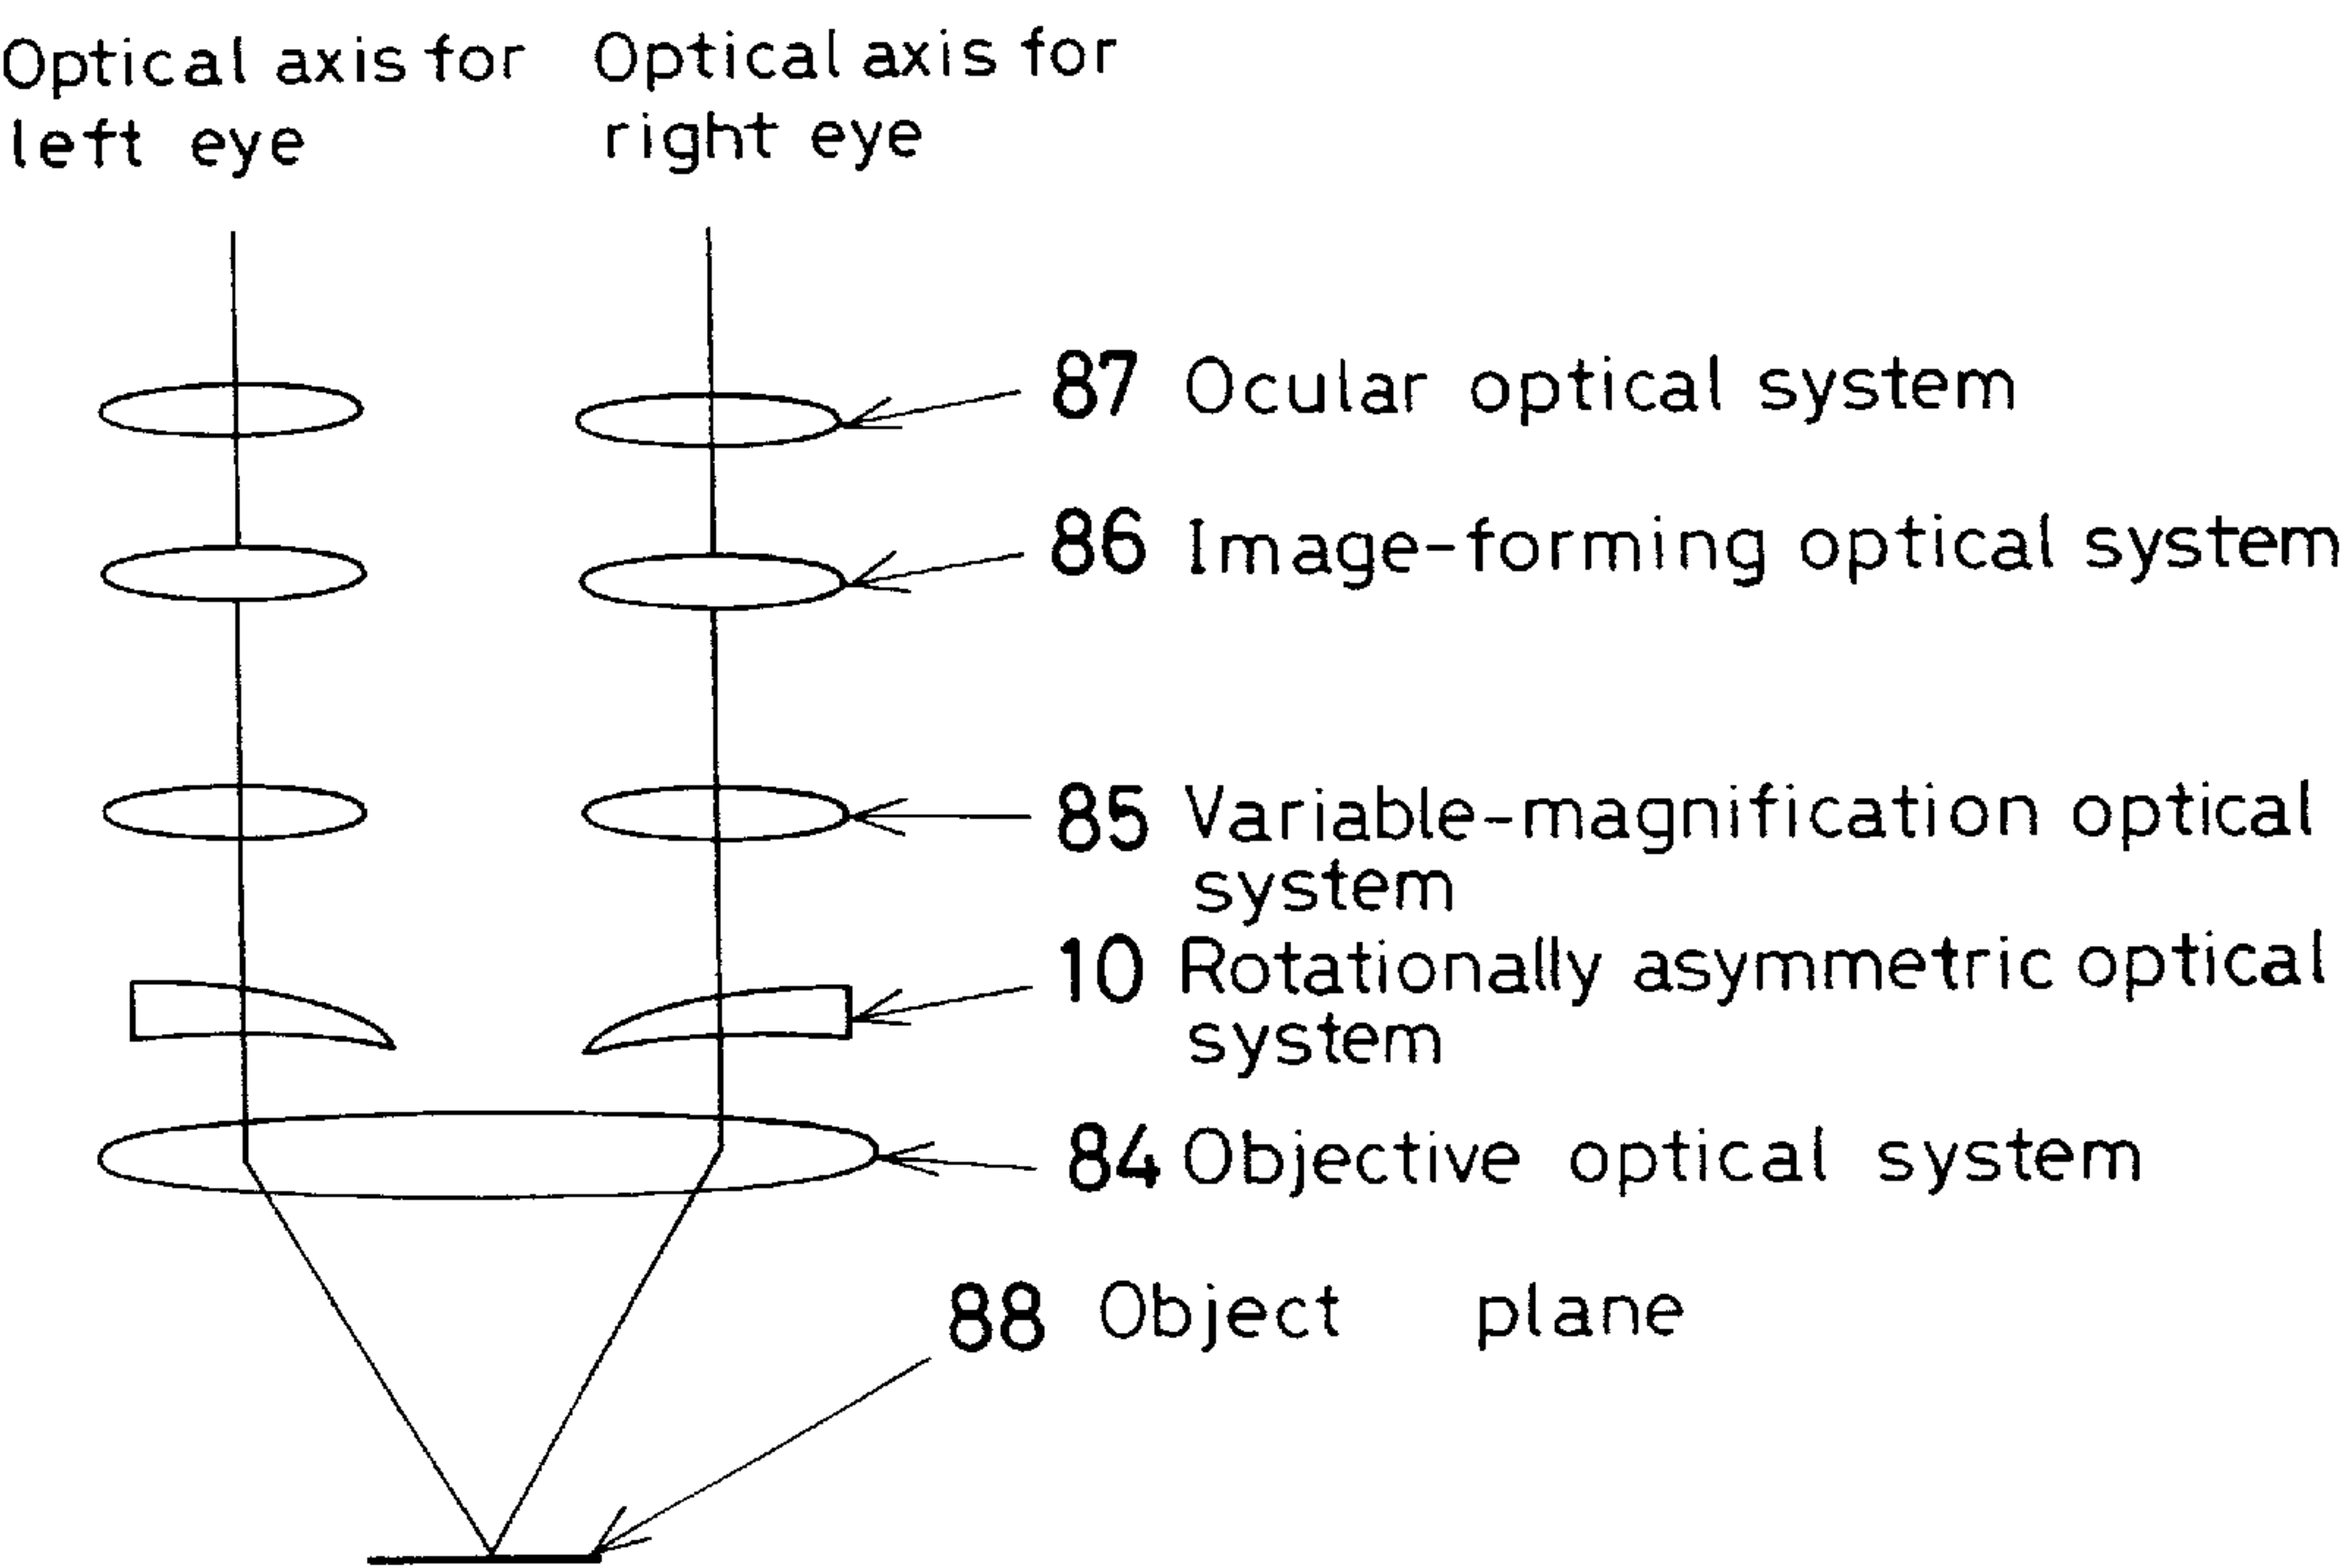 Optical axis for
left eye
Optical axis for
right eye
87 Ocular optical system
86 Image-forming optical system
85 Variable-magnification optical
system
10 Rotationally asymmetric optical
system
84 Objective optical system
88 Object plane